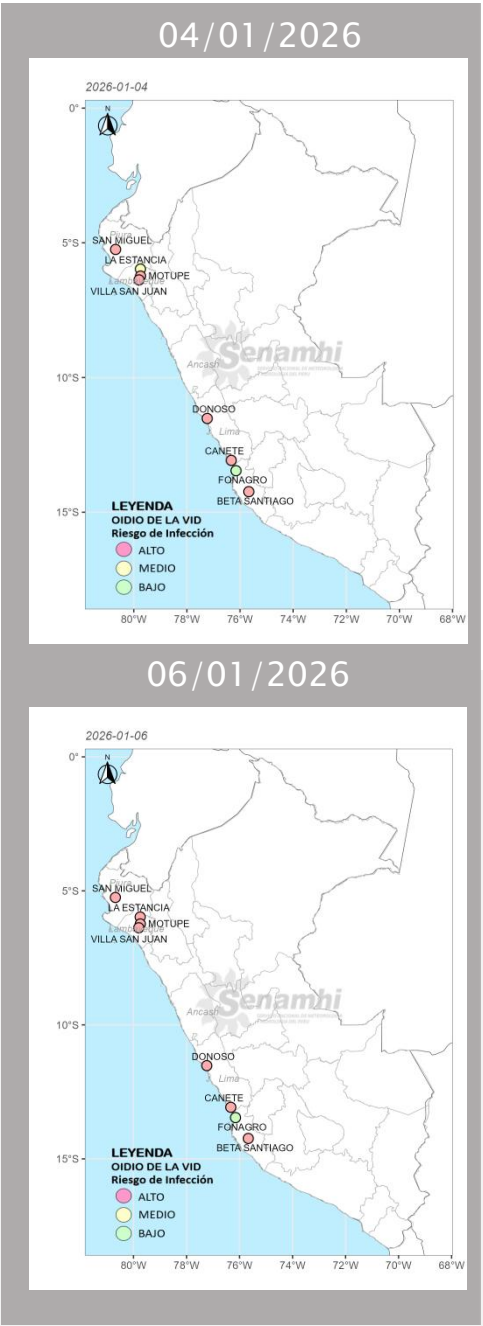 04/01/2026
2026-01-04
N
0°
Piura
SAN MIGUEL
5°S
LA ESTANCIA
MOTUPE
Lambayeque
VILLA SAN JUAN
Senamhi
Ancash
10°S
DONOSO
Lima
CANETE
FONAGRO
BETA SANTIAGO
LEYENDA
15°S
OIDIO DE LA VID
Riesgo de Infección
ALTO
MEDIO
BAJO
80°W 78°W 76°W 74°W 72°W 70°W 68°W
06/01/2026
2026-01-06
N
0°
Piura
SAN MIGUEL
5°S
LA ESTANCIA
MOTUPE
Lambayeque
VILLA SAN JUAN
Senamhi
Ancash
10°S
DONOSO
Lima
CANETE
FONAGRO
BETA SANTIAGO
LEYENDA
15°S
OIDIO DE LA VID
Riesgo de Infección
ALTO
MEDIO
BAJO
80°W 78°W 76°W 74°W 72°W 70°W 68°W